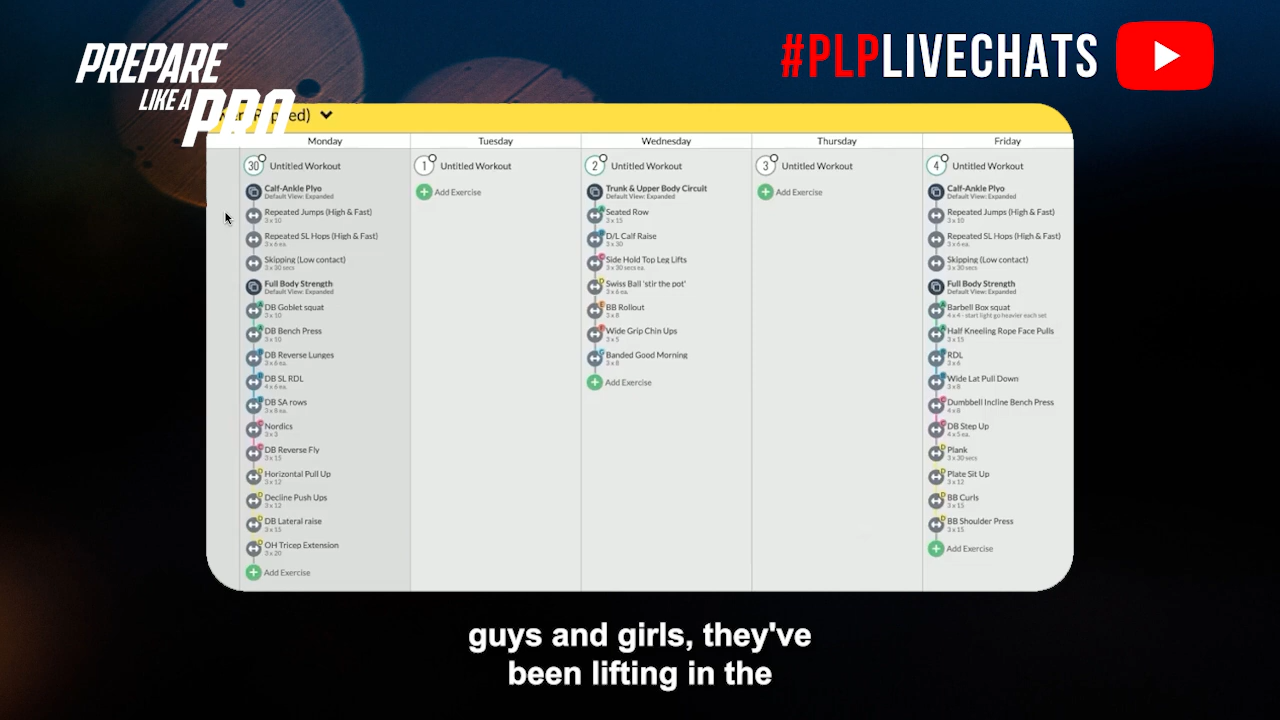 PREPARE
LIKE A
PRO
#PLPLIVECHATS
Monday
Tuesday
Wednesday
Thursday
Friday
30 Untitled Workout
Calf-Ankle Plyo
Default View: Expanded
Repeated Jumps (High & Fast)
3 x 10
Repeated SL Hops (High & Fast)
3 x 6 ea.
Skipping (Low contact)
3 x 30 secs
Full Body Strength
Default View: Expanded
DB Goblet squat
3 x 10
DB Bench Press
3 x 10
DB Reverse Lunges
3 x 6 ea.
DB SL RDL
4 x 6 ea.
DB SA rows
3 x 8 ea.
Nordics
3 x 3
DB Reverse Fly
3 x 15
Horizontal Pull Up
3 x 12
Decline Push Ups
3 x 12
DB Lateral raise
3 x 15
OH Tricep Extension
3 x 20
Add Exercise
1 Untitled Workout
Add Exercise
2 Untitled Workout
Trunk & Upper Body Circuit
Default View: Expanded
Seated Row
3 x 15
D/L Calf Raise
3 x 30
Side Hold Top Leg Lifts
3 x 20 secs ea.
Swiss Ball 'stir the pot'
3 x 6 ea.
BB Rollout
3 x 8
Wide Grip Chin Ups
3 x 5
Banded Good Morning
3 x 8
Add Exercise
3 Untitled Workout
Add Exercise
4 Untitled Workout
Calf-Ankle Plyo
Default View: Expanded
Repeated Jumps (High & Fast)
3 x 10
Repeated SL Hops (High & Fast)
3 x 6 ea.
Skipping (Low contact)
3 x 30 secs
Full Body Strength
Default View: Expanded
Barbell Box squat
4 x 4 - start light go heavier each set
Half Kneeling Rope Face Pulls
3 x 15
RDL
3 x 6
Wide Lat Pull Down
3 x 8
Dumbbell Incline Bench Press
4 x 8
DB Step Up
4 x 5 ea.
Plank
3 x 30 secs
Plate Sit Up
3 x 12
BB Curls
3 x 15
BB Shoulder Press
3 x 15
Add Exercise
guys and girls, they've
been lifting in the